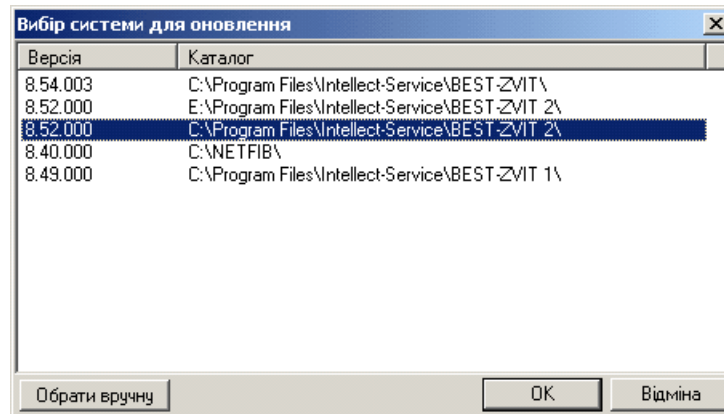 Вибір системи для оновлення
Версія Каталог
8.54.003 C:\Program Files\Intellect-Service\BEST-ZVIT\
8.52.000 E:\Program Files\Intellect-Service\BEST-ZVIT 2\
8.52.000 C:\Program Files\Intellect-Service\BEST-ZVIT 2\
8.40.000 C:\NETFIB\
8.49.000 C:\Program Files\Intellect-Service\BEST-ZVIT 1\
Обрати вручну OK Відміна